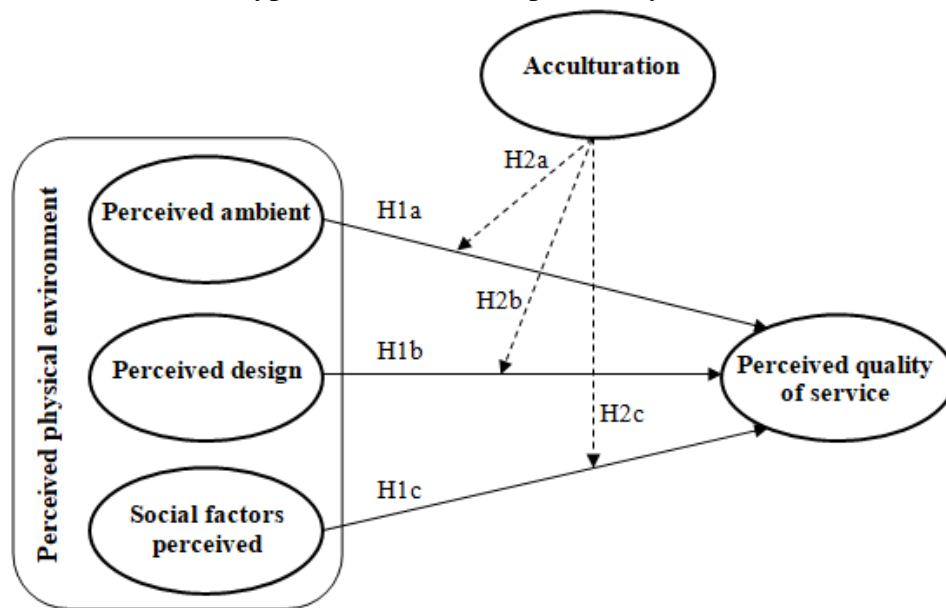 Acculturation
H2a
Perceived physical environment
Perceived ambient
H1a
H2b
Perceived design
H1b
Perceived quality
of service
H2c
H1c
Social factors
perceived